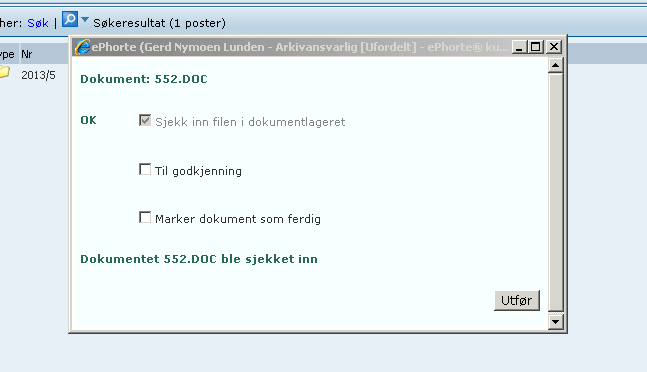 her: Søk | Søkeresultat (1 poster)
ype Nr
2013/5
ePhorte (Gerd Nymoen Lunden - Arkivansvarlig [Ufordelt] - ePhorte® ku...
Dokument: 552.DOC
OK Sjekk inn filen i dokumentlageret
Til godkjenning
Marker dokument som ferdig
Dokumentet 552.DOC ble sjekket inn
Utfør